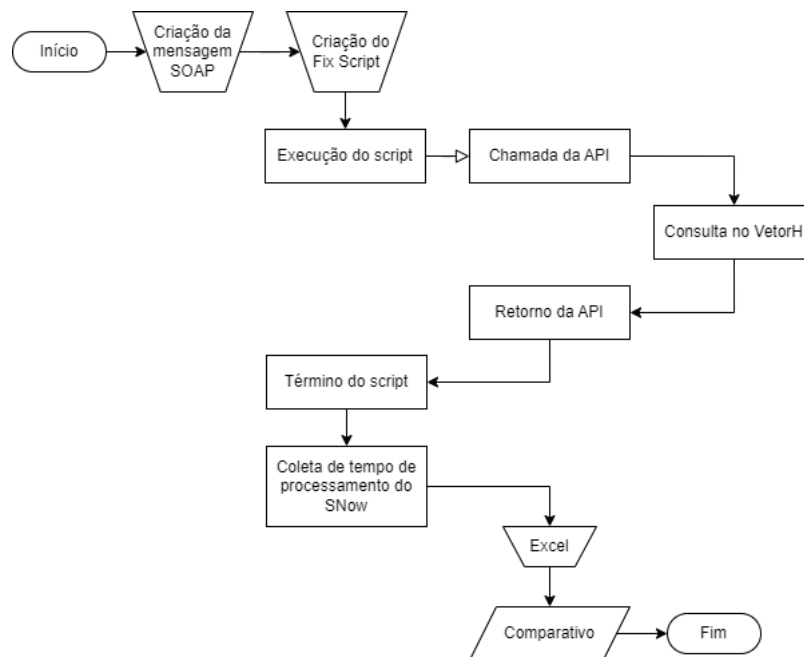 Início
Criação da
mensagem
SOAP
Criação do
Fix Script
Execução do script
Chamada da API
Consulta no VetorH
Retorno da API
Término do script
Coleta de tempo de
processamento do
SNow
Excel
Comparativo
Fim